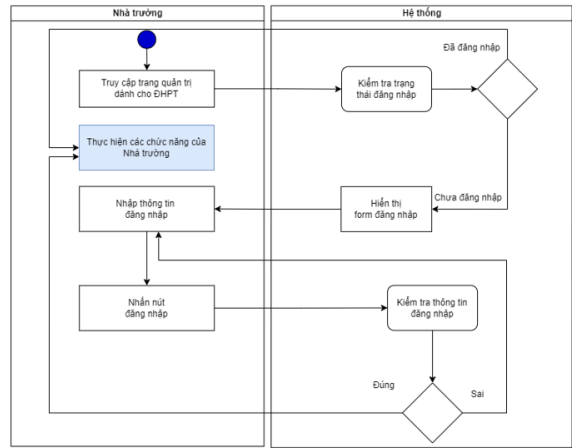 Nhà trường
Hệ thống
Đã đăng nhập
Truy cập trang quản trị
dành cho ĐHPT
Kiểm tra trạng
thái đăng nhập
Thực hiện các chức năng của
Nhà trường
Chưa đăng nhập
Nhập thông tin
đăng nhập
Hiển thị
form đăng nhập
Nhấn nút
đăng nhập
Kiểm tra thông tin
đăng nhập
Đúng
Sai